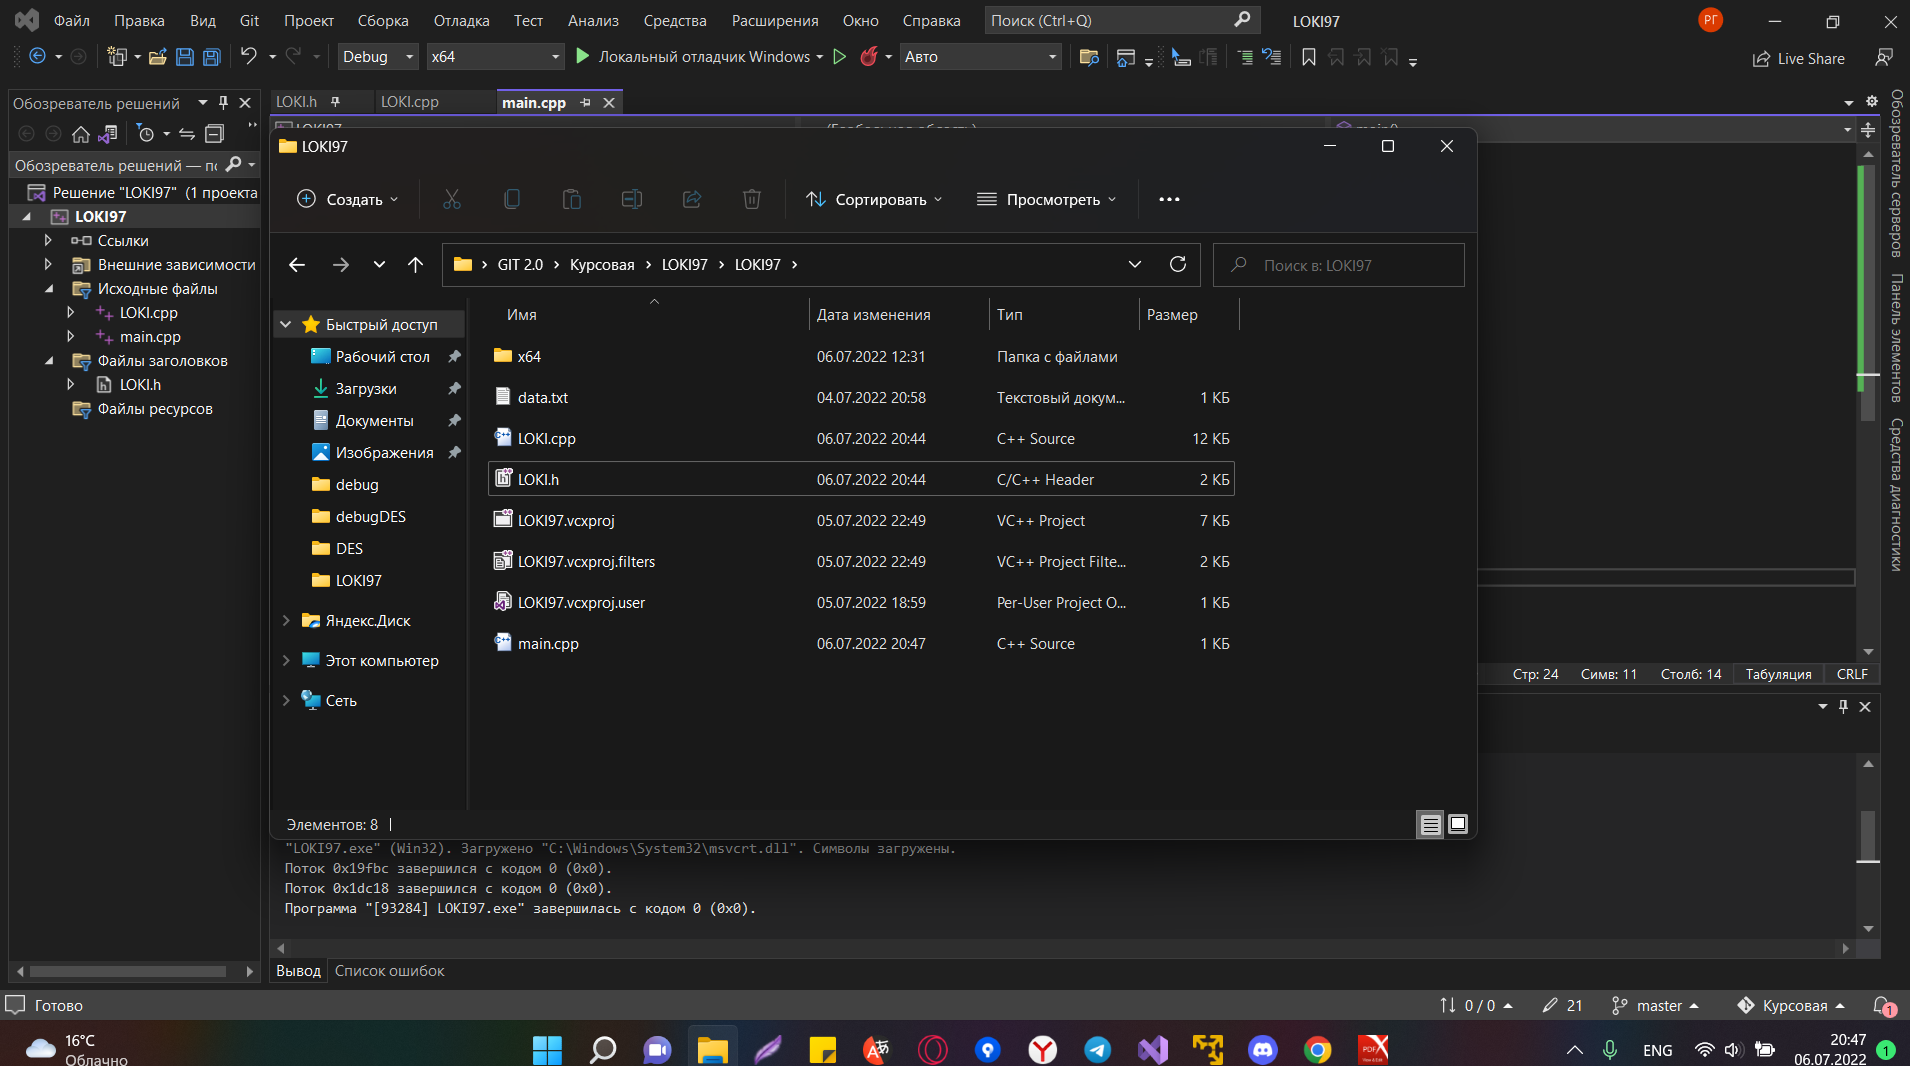 Файл Правка Вид Git Проект Сборка Отладка Тест Анализ Средства Расширения Окно Справка Поиск (Ctrl+Q) LOKI97 РГ
Debug x64 Локальный отладчик Windows Авто Live Share
Обозреватель решений
LOKI.h LOKI.cpp main.cpp
Обозреватель решений — по
Решение "LOKI97" (1 проекта
LOKI97
Ссылки
Внешние зависимости
Исходные файлы
LOKI.cpp
main.cpp
Файлы заголовков
LOKI.h
Файлы ресурсов
LOKI97
Создать Сортировать Просмотреть
GIT 2.0 Курсовая LOKI97 LOKI97
Поиск в: LOKI97
Быстрый доступ
Рабочий стол
Загрузки
Документы
Изображения
debug
debugDES
DES
LOKI97
Яндекс.Диск
Этот компьютер
Сеть
Имя Дата изменения Тип Размер
x64 06.07.2022 12:31 Папка с файлами
data.txt 04.07.2022 20:58 Текстовый докум... 1 КБ
LOKI.cpp 06.07.2022 20:44 C++ Source 12 КБ
LOKI.h 06.07.2022 20:44 C/C++ Header 2 КБ
LOKI97.vcxproj 05.07.2022 22:49 VC++ Project 7 КБ
LOKI97.vcxproj.filters 05.07.2022 22:49 VC++ Project Filte... 2 КБ
LOKI97.vcxproj.user 05.07.2022 18:59 Per-User Project O... 1 КБ
main.cpp 06.07.2022 20:47 C++ Source 1 КБ
Элементов: 8
Обозреватель серверов
Панель элементов
Средства диагностики
Стр: 24 Симв: 11 Столб: 14 Табуляция CRLF
"LOKI97.exe" (Win32). Загружено "C:\Windows\System32\msvcrt.dll". Символы загружены.
Поток 0x19fbc завершился с кодом 0 (0x0).
Поток 0x1dc18 завершился с кодом 0 (0x0).
Программа "[93284] LOKI97.exe" завершилась с кодом 0 (0x0).
Вывод Список ошибок
Готово 0 / 0 21 master Курсовая 1
16°C
Облачно
ENG
20:47
06.07.2022
1